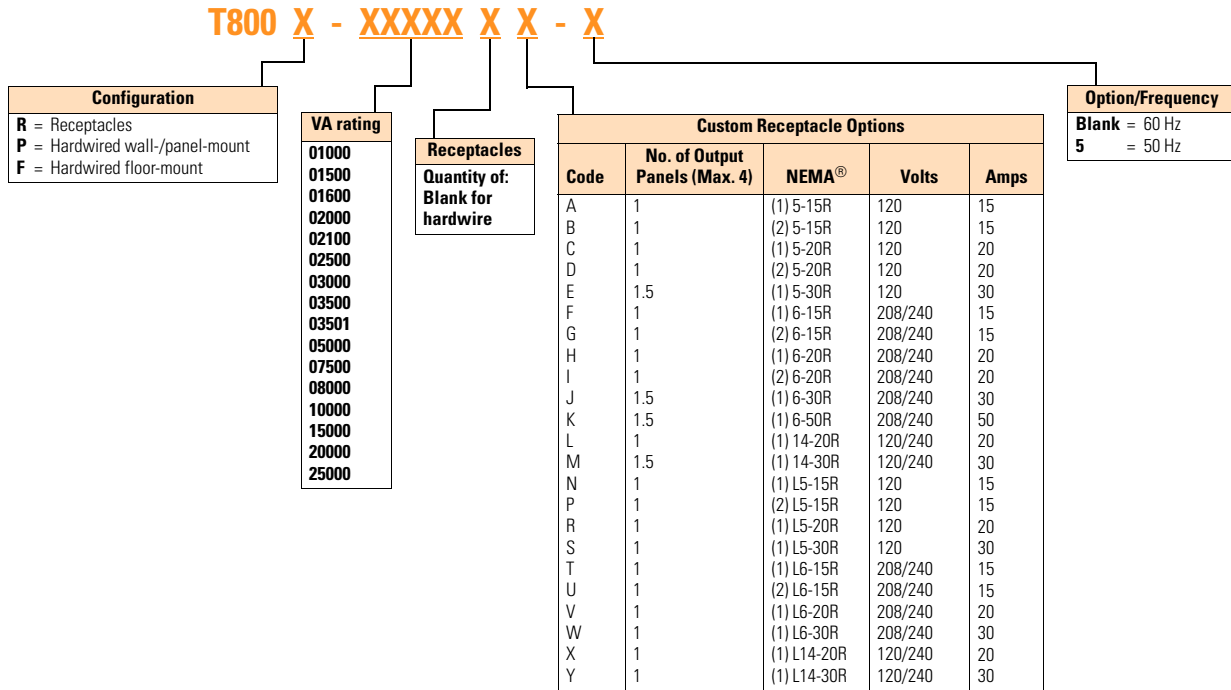 T800 X - XXXXX X X - X
Configuration
R = Receptacles
P = Hardwired wall-/panel-mount
F = Hardwired floor-mount
VA rating
01000
01500
01600
02000
02100
02500
03000
03500
03501
05000
07500
08000
10000
15000
20000
25000
Receptacles
Quantity of:
Blank for
hardwire
Custom Receptacle Options
Code No. of Output Panels (Max. 4) NEMA® Volts Amps
A 1 (1) 5-15R 120 15
B 1 (2) 5-15R 120 15
C 1 (1) 5-20R 120 20
D 1 (2) 5-20R 120 20
E 1.5 (1) 5-30R 120 30
F 1 (1) 6-15R 208/240 15
G 1 (2) 6-15R 208/240 15
H 1 (1) 6-20R 208/240 20
I 1 (2) 6-20R 208/240 20
J 1.5 (1) 6-30R 208/240 30
K 1.5 (1) 6-50R 208/240 50
L 1 (1) 14-20R 120/240 20
M 1.5 (1) 14-30R 120/240 30
N 1 (1) L5-15R 120 15
P 1 (2) L5-15R 120 15
R 1 (1) L5-20R 120 20
S 1 (1) L5-30R 120 30
T 1 (1) L6-15R 208/240 15
U 1 (2) L6-15R 208/240 15
V 1 (1) L6-20R 208/240 20
W 1 (1) L6-30R 208/240 30
X 1 (1) L14-20R 120/240 20
Y 1 (1) L14-30R 120/240 30
Option/Frequency
Blank = 60 Hz
5 = 50 Hz